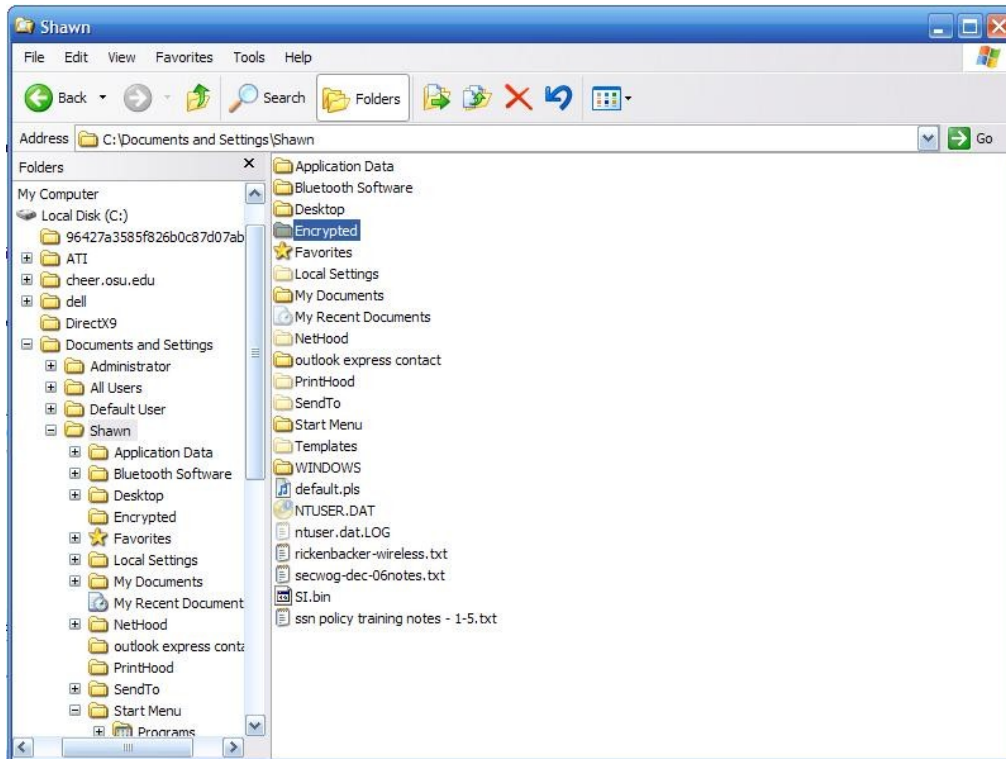 Shawn
File Edit View Favorites Tools Help
Back Search Folders
Address C:\Documents and Settings\Shawn Go
Folders
My Computer
Local Disk (C:)
96427a3585f826b0c87d07ab
ATI
cheer.osu.edu
dell
DirectX9
Documents and Settings
Administrator
All Users
Default User
Shawn
Application Data
Bluetooth Software
Desktop
Encrypted
Favorites
Local Settings
My Documents
My Recent Document
NetHood
outlook express conta
PrintHood
SendTo
Start Menu
Programs
Application Data
Bluetooth Software
Desktop
Encrypted
Favorites
Local Settings
My Documents
My Recent Documents
NetHood
outlook express contact
PrintHood
SendTo
Start Menu
Templates
WINDOWS
default.pls
NTUSER.DAT
ntuser.dat.LOG
rickenbacker-wireless.txt
secwog-dec-06notes.txt
SI.bin
ssn policy training notes - 1-5.txt